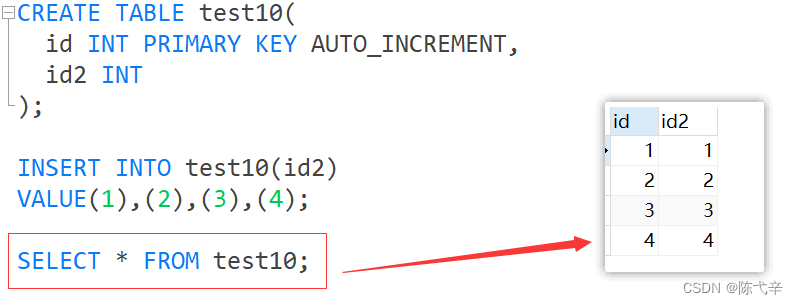 CREATE TABLE test10(
id INT PRIMARY KEY AUTO_INCREMENT,
id2 INT
);
INSERT INTO test10(id2)
VALUE(1),(2),(3),(4);
SELECT * FROM test10;
id id2
1 1
2 2
3 3
4 4
CSDN @陈弋辛